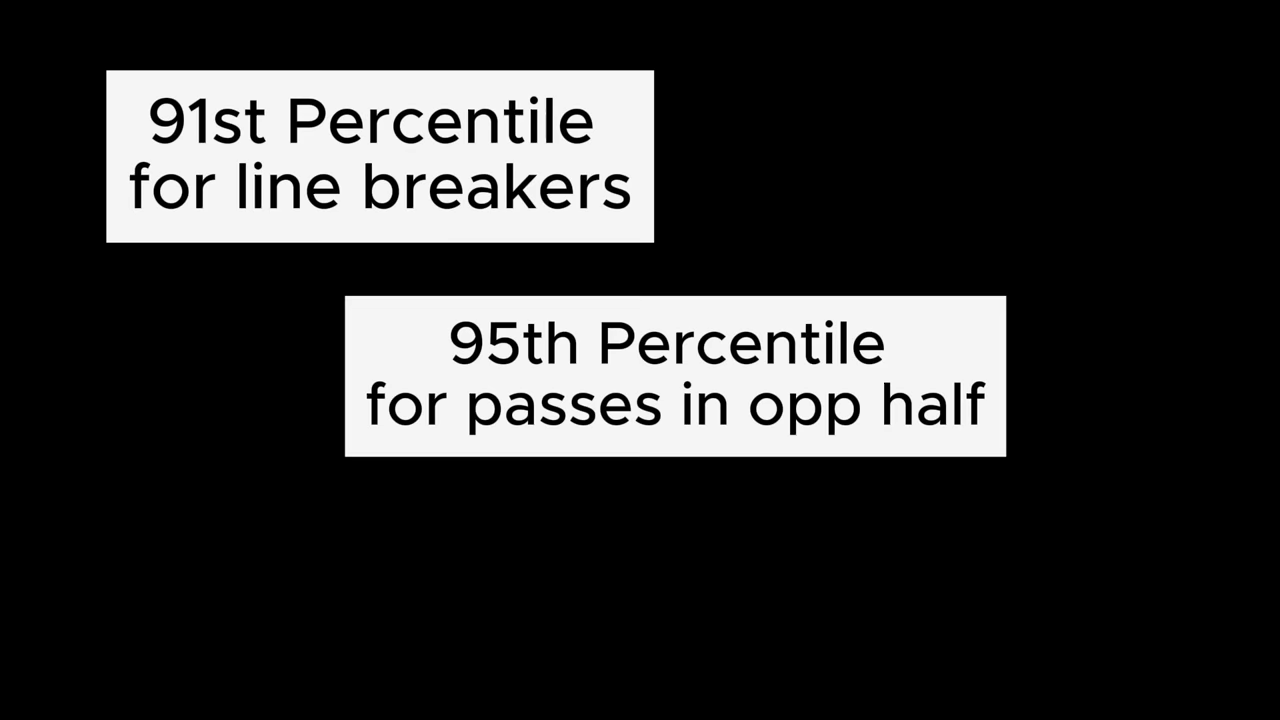 91st Percentile
for line breakers
95th Percentile
for passes in opp half